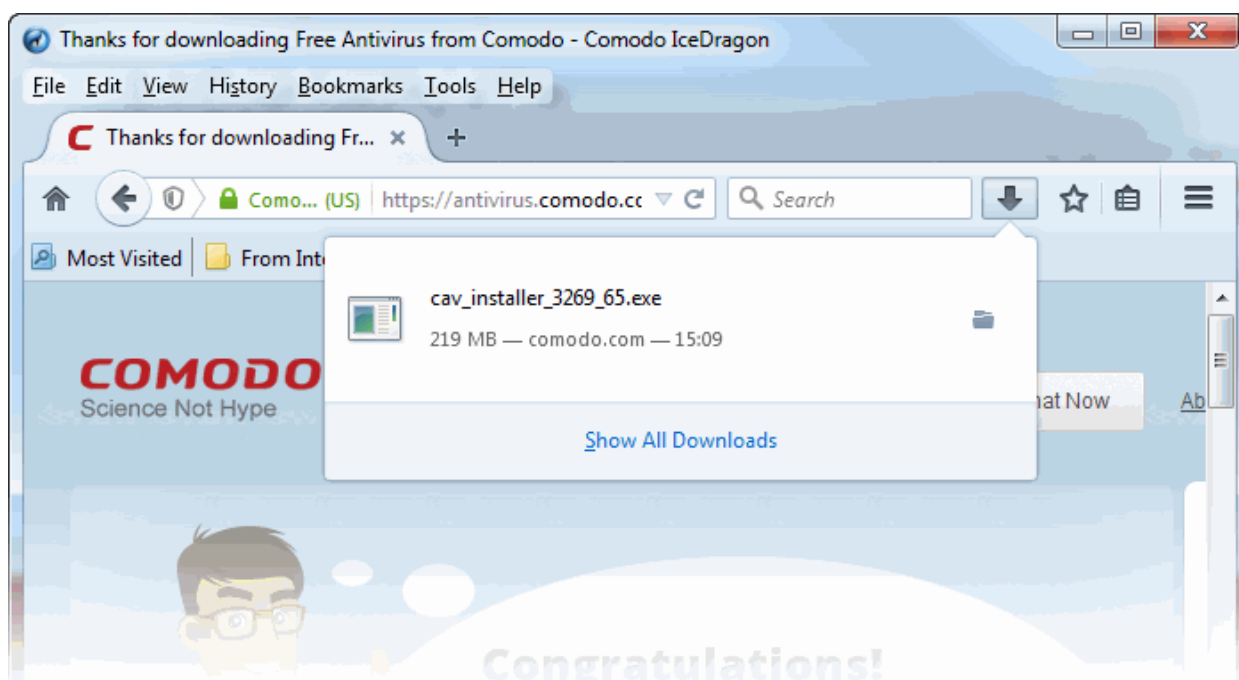 Thanks for downloading Free Antivirus from Comodo - Comodo IceDragon
File Edit View History Bookmarks Tools Help
C Thanks for downloading Fr... × +
Como... (US) https://antivirus.comodo.cc Search
Most Visited From Int
cav_installer_3269_65.exe
219 MB — comodo.com — 15:09
COMODO
Science Not Hype
hat Now Ab
Show All Downloads
Congratulations!